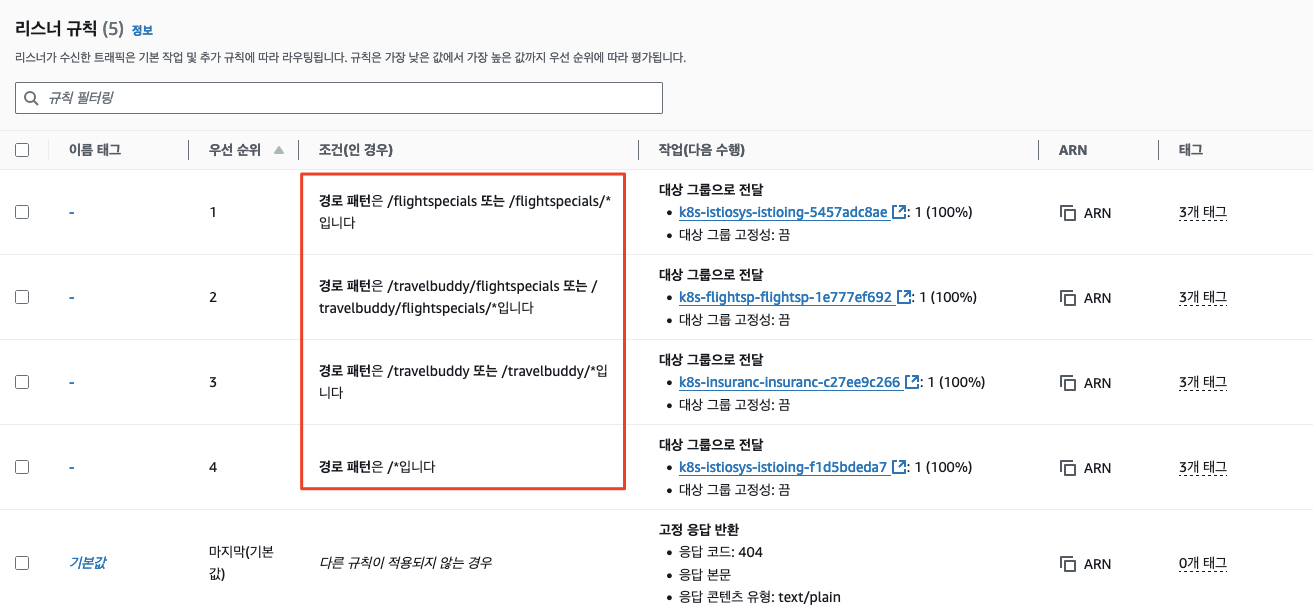 리스너 규칙 (5) 정보
리스너가 수신한 트래픽은 기본 작업 및 추가 규칙에 따라 라우팅됩니다. 규칙은 가장 낮은 값에서 가장 높은 값까지 우선 순위에 따라 평가됩니다.
규칙 필터링
이름 태그 우선 순위 조건(인 경우) 작업(다음 수행) ARN 태그
- 1 경로 패턴은 /flightspecials 또는 /flightspecials/*
입니다
대상 그룹으로 전달
• k8s-istiosys-istioing-5457adc8ae : 1 (100%)
• 대상 그룹 고정성: 끔
ARN 3개 태그
- 2 경로 패턴은 /travelbuddy/flightspecials 또는 /
travelbuddy/flightspecials/*입니다
대상 그룹으로 전달
• k8s-flightsp-flightsp-1e777ef692 : 1 (100%)
• 대상 그룹 고정성: 끔
ARN 3개 태그
- 3 경로 패턴은 /travelbuddy 또는 /travelbuddy/*입
니다
대상 그룹으로 전달
• k8s-insuranc-insuranc-c27ee9c266 : 1 (100%)
• 대상 그룹 고정성: 끔
ARN 3개 태그
- 4 경로 패턴은 /*입니다
대상 그룹으로 전달
• k8s-istiosys-istioing-f1d5bdeda7 : 1 (100%)
• 대상 그룹 고정성: 끔
ARN 3개 태그
기본값 마지막(기본
값)
다른 규칙이 적용되지 않는 경우
고정 응답 반환
• 응답 코드: 404
• 응답 본문
• 응답 콘텐츠 유형: text/plain
ARN 0개 태그